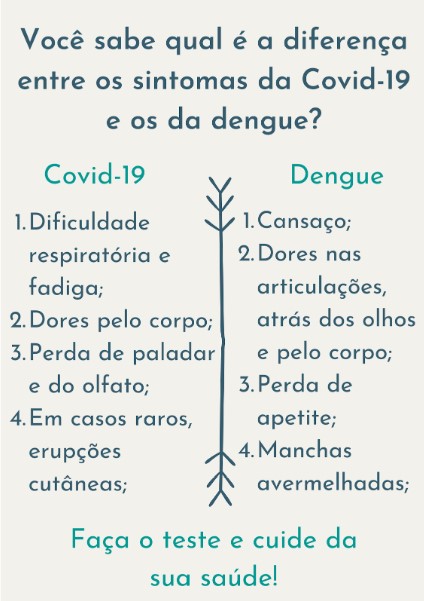 Você sabe qual é a diferença
entre os sintomas da Covid-19
e os da dengue?
Covid-19
1. Dificuldade
respiratória e
fadiga;
2. Dores pelo corpo;
3. Perda de paladar
e do olfato;
4. Em casos raros,
erupções
cutâneas;
Dengue
1. Cansaço;
2. Dores nas
articulações,
atrás dos olhos
e pelo corpo;
3. Perda de
apetite;
4. Manchas
avermelhadas;
Faça o teste e cuide da
sua saúde!